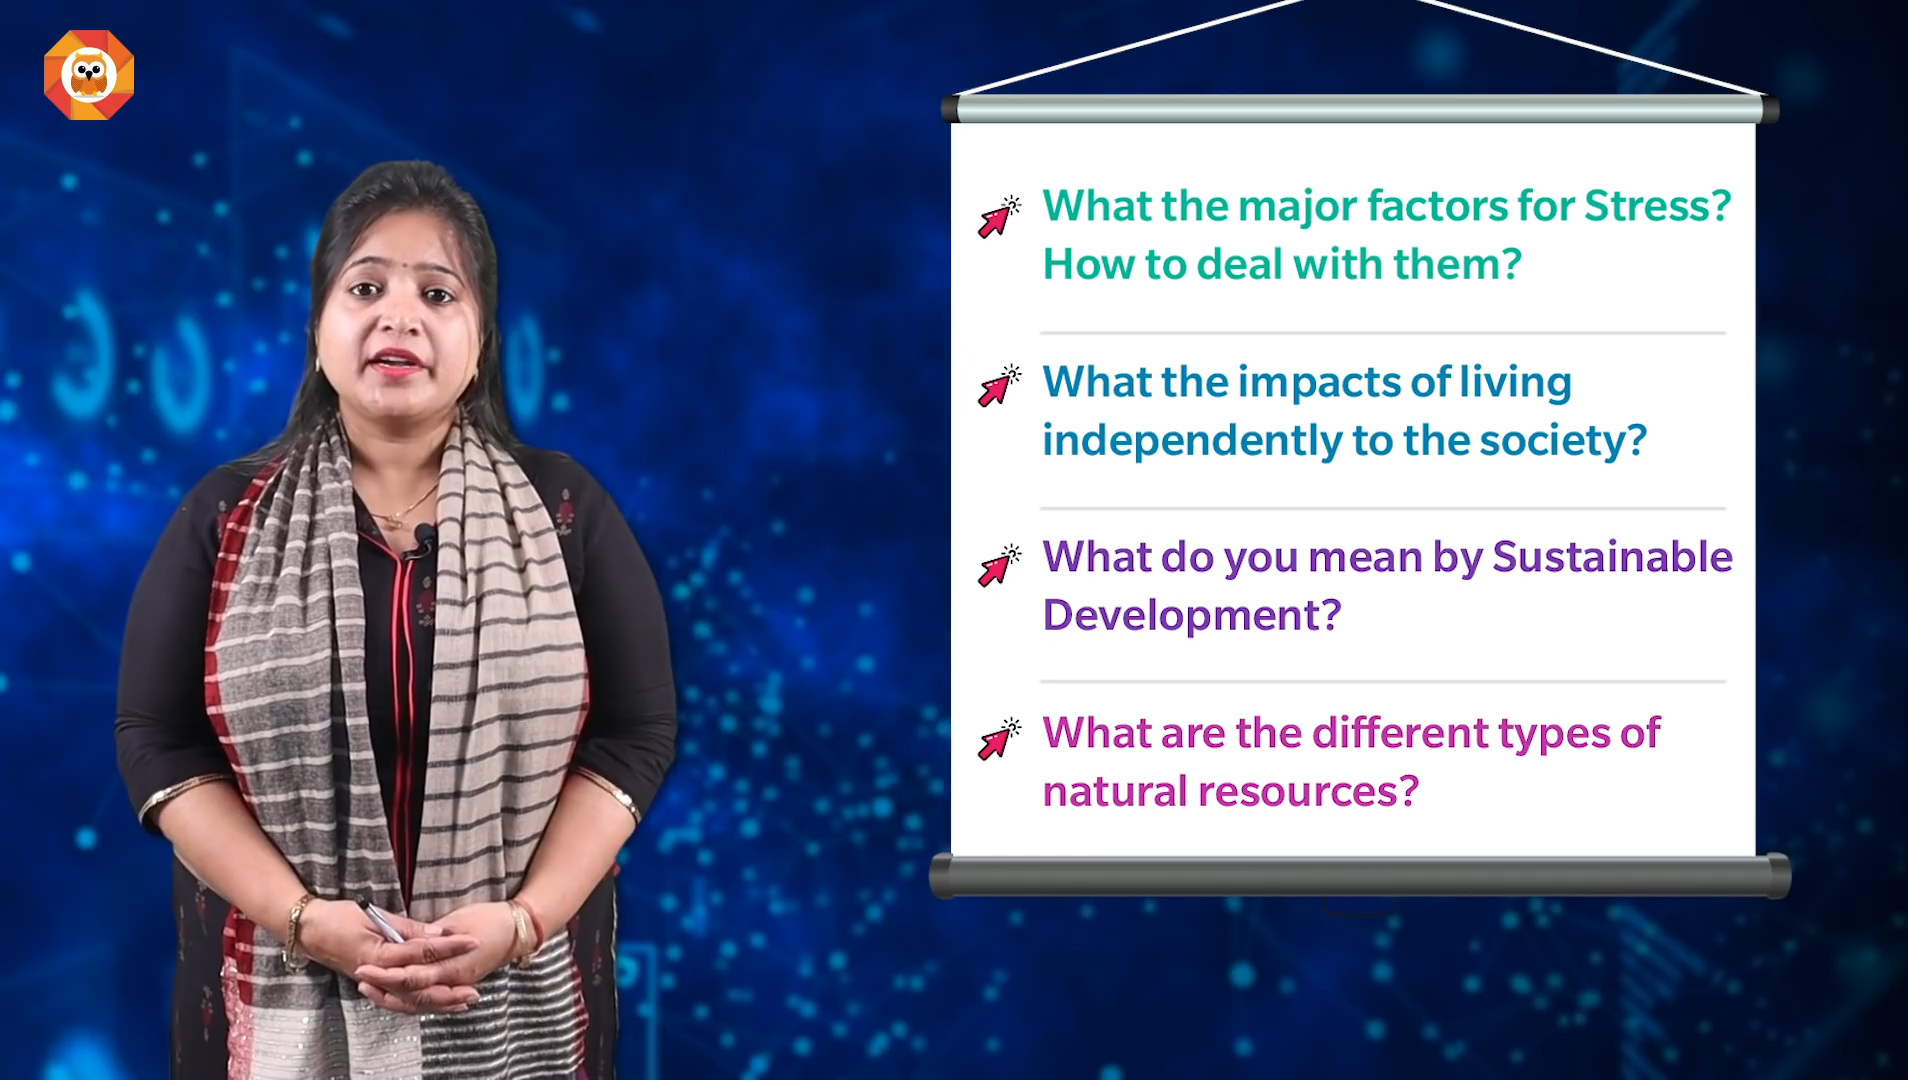 What the major factors for Stress?
How to deal with them?
What the impacts of living
independently to the society?
What do you mean by Sustainable
Development?
What are the different types of
natural resources?